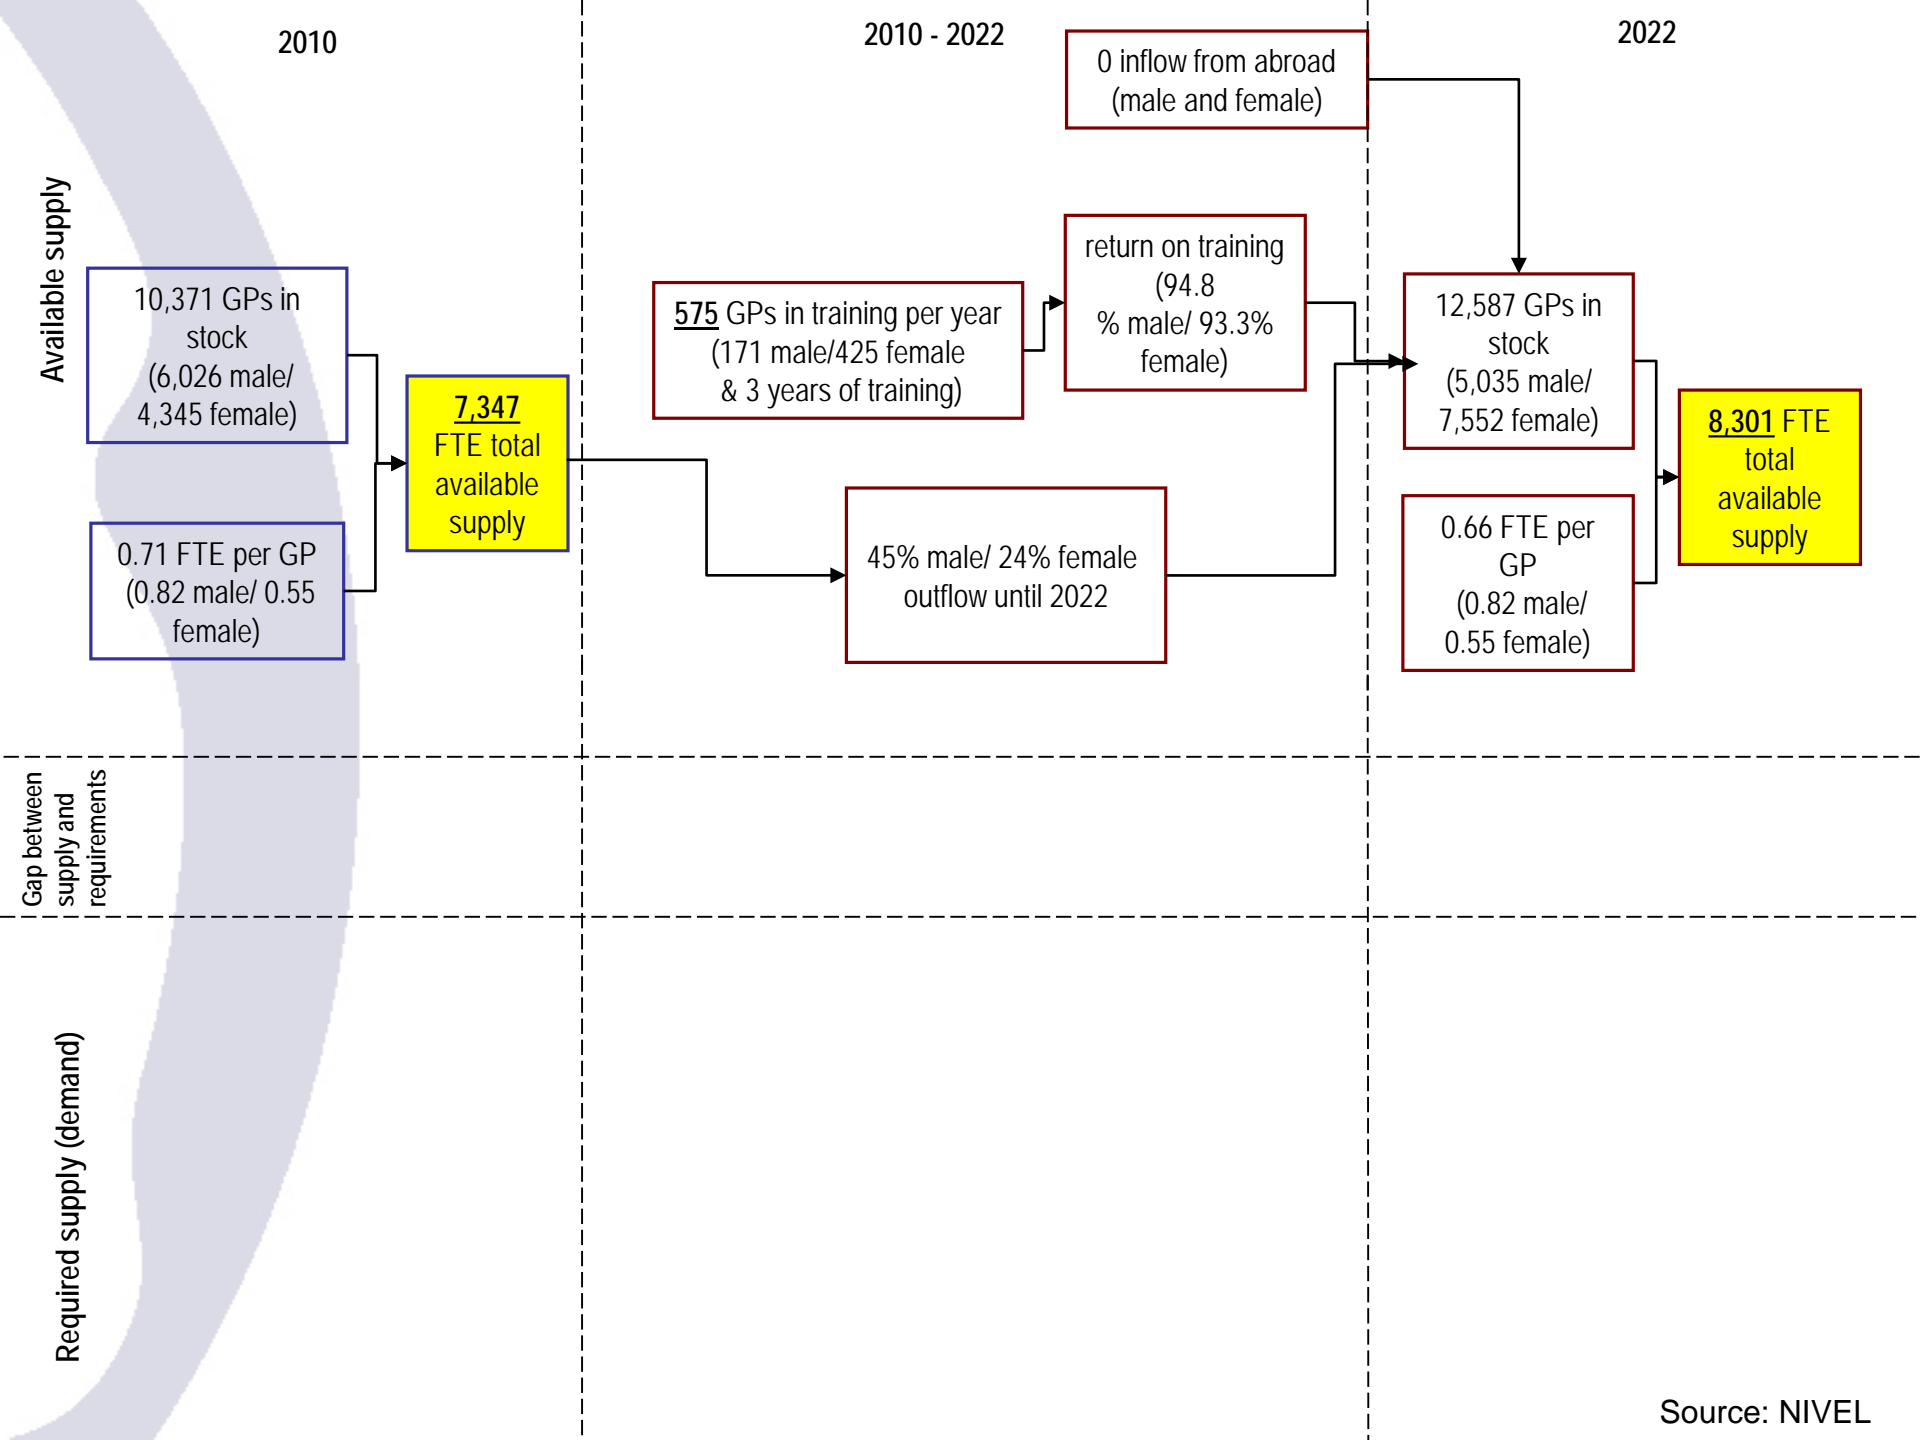 2010
2010 - 2022
2022
0 inflow from abroad
(male and female)
Available supply
10,371 GPs in
stock
(6,026 male/
4,345 female)
0.71 FTE per GP
(0.82 male/ 0.55
female)
7,347
FTE total
available
supply
575 GPs in training per year
(171 male/425 female
& 3 years of training)
return on training
(94.8
% male/ 93.3%
female)
45% male/ 24% female
outflow until 2022
12,587 GPs in
stock
(5,035 male/
7,552 female)
0.66 FTE per
GP
(0.82 male/
0.55 female)
8,301 FTE
total
available
supply
Gap between
supply and
requirements
Required supply (demand)
Source: NIVEL